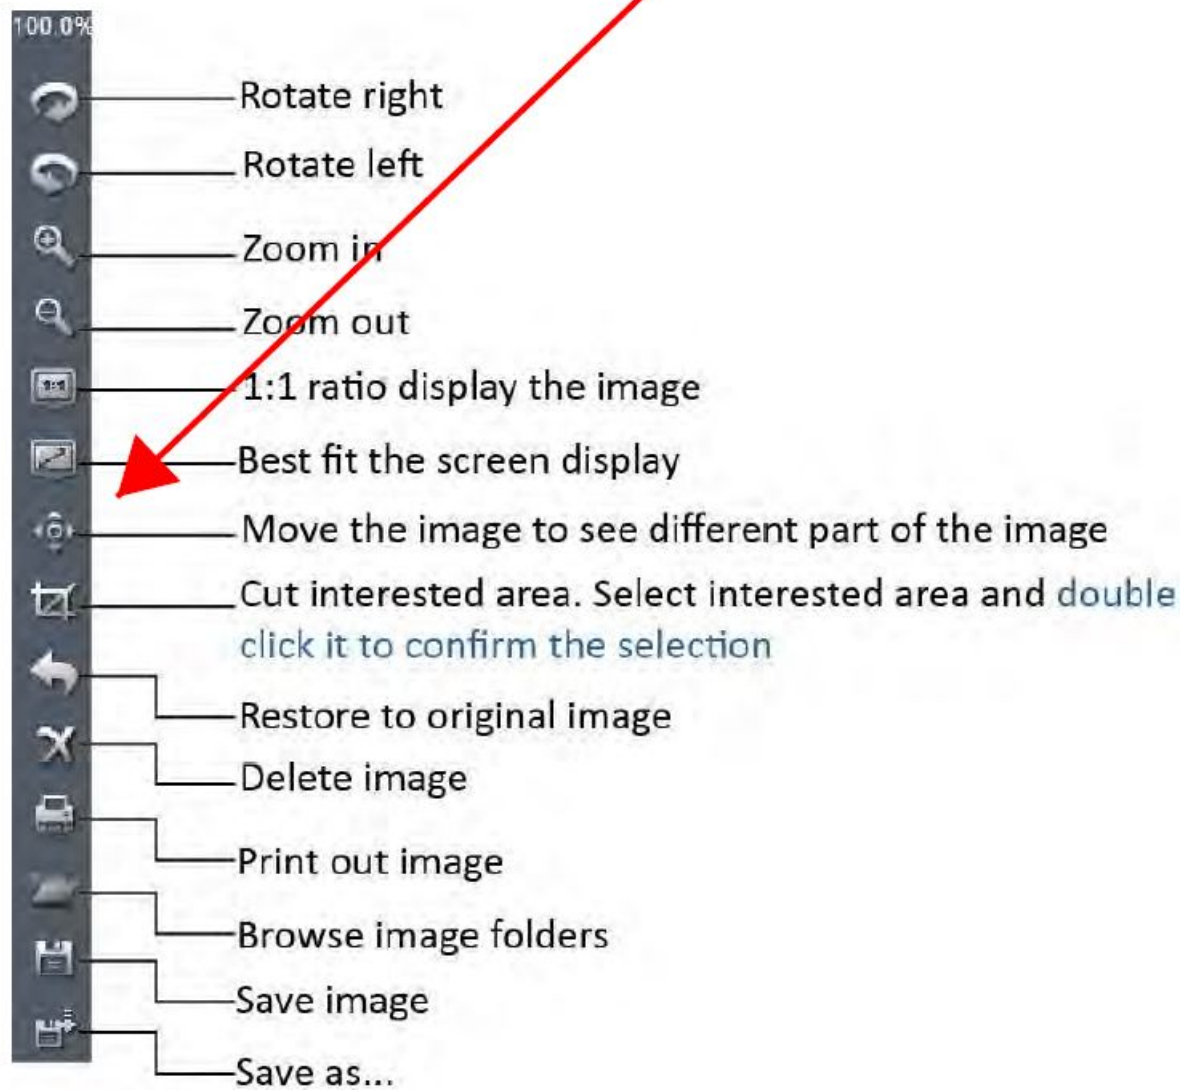 100.0%
Rotate right
Rotate left
Zoom in
Zoom out
1:1
1:1 ratio display the image
Best fit the screen display
Move the image to see different part of the image
Cut interested area. Select interested area and double
click it to confirm the selection
Restore to original image
Delete image
Print out image
Browse image folders
Save image
Save as...